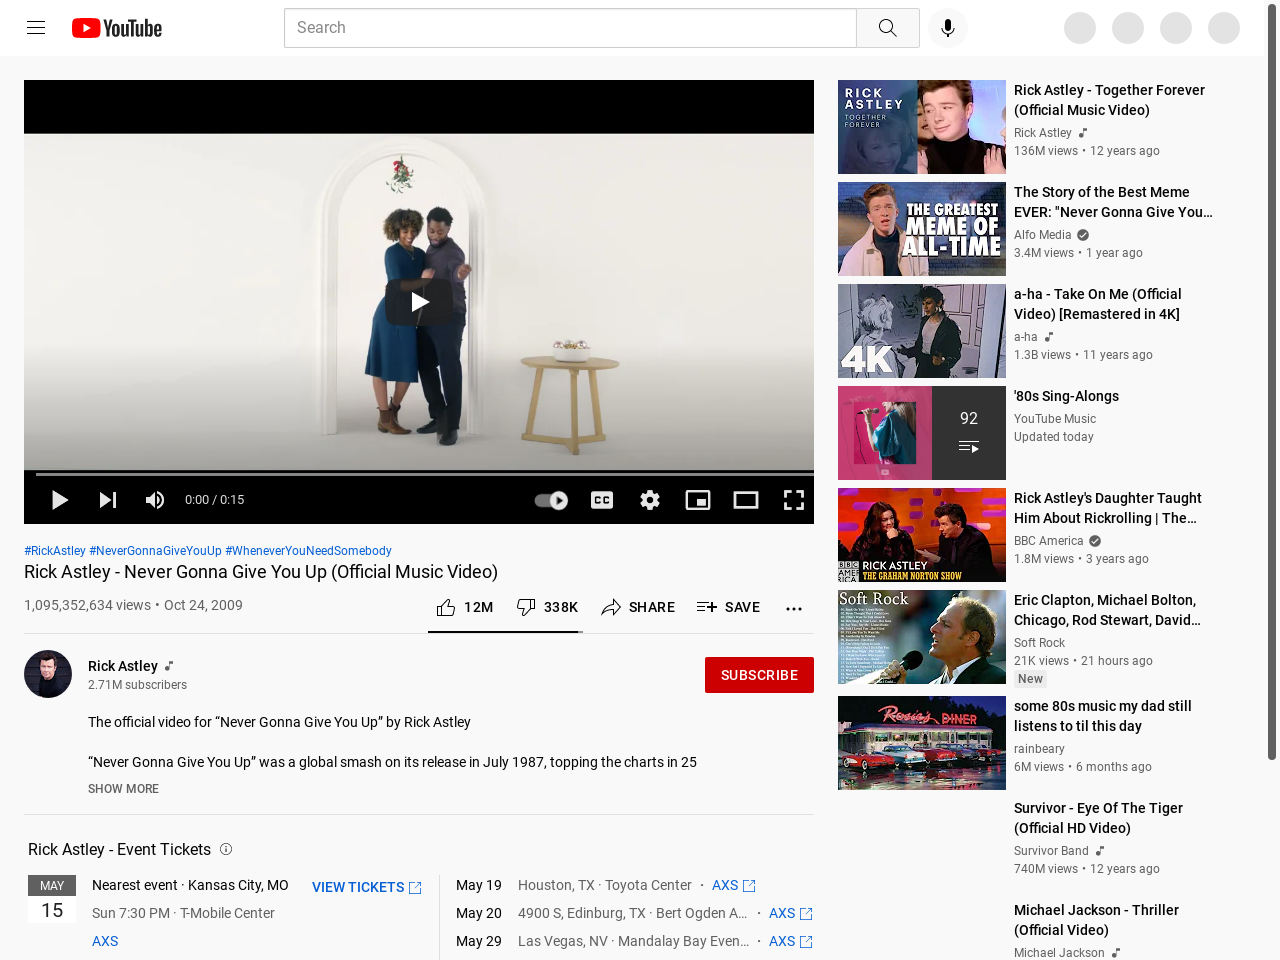 YouTube
Search
0:00 / 0:15
CC
#RickAstley #NeverGonnaGiveYouUp #WheneverYouNeedSomebody
Rick Astley - Never Gonna Give You Up (Official Music Video)
1,095,352,634 views • Oct 24, 2009
12M
338K
SHARE
SAVE
Rick Astley
2.71M subscribers
SUBSCRIBE
The official video for “Never Gonna Give You Up” by Rick Astley
“Never Gonna Give You Up” was a global smash on its release in July 1987, topping the charts in 25
SHOW MORE
Rick Astley - Event Tickets
MAY
15
Nearest event · Kansas City, MO
VIEW TICKETS
Sun 7:30 PM · T-Mobile Center
AXS
May 19 Houston, TX · Toyota Center · AXS
May 20 4900 S, Edinburg, TX · Bert Ogden A... · AXS
May 29 Las Vegas, NV · Mandalay Bay Even... · AXS
RICK
ASTLEY
TOGETHER
FOREVER
Rick Astley - Together Forever
(Official Music Video)
Rick Astley
136M views • 12 years ago
THE GREATEST
MEME OF
ALL-TIME
The Story of the Best Meme
EVER: "Never Gonna Give You...
Alfo Media
3.4M views • 1 year ago
4K
a-ha - Take On Me (Official
Video) [Remastered in 4K]
a-ha
1.3B views • 11 years ago
92
'80s Sing-Alongs
YouTube Music
Updated today
BBC
AMERICA
RICK ASTLEY
THE GRAHAM NORTON SHOW
Rick Astley's Daughter Taught
Him About Rickrolling | The...
BBC America
1.8M views • 3 years ago
Soft Rock
Eric Clapton, Michael Bolton,
Chicago, Rod Stewart, David...
Soft Rock
21K views • 21 hours ago
New
Rosie's DINER
some 80s music my dad still
listens to til this day
rainbeary
6M views • 6 months ago
Survivor - Eye Of The Tiger
(Official HD Video)
Survivor Band
740M views • 12 years ago
Michael Jackson - Thriller
(Official Video)
Michael Jackson